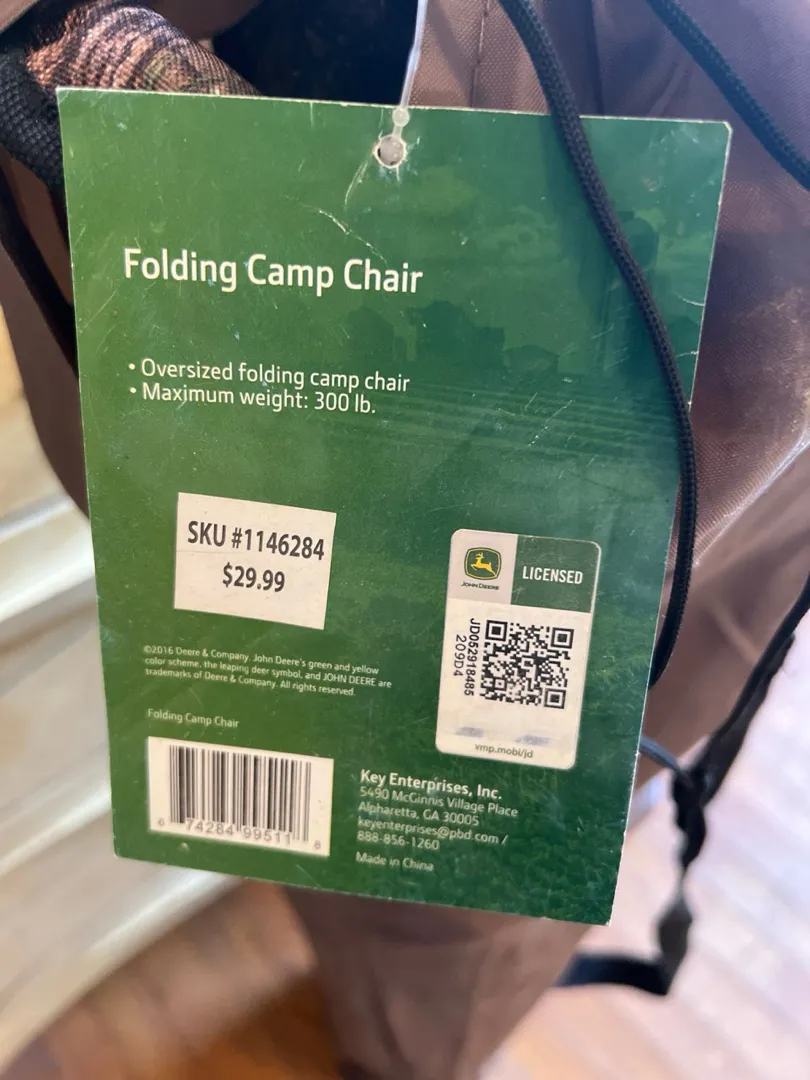 Folding Camp Chair
• Oversized folding camp chair
• Maximum weight: 300 lb.
SKU #1146284
$29.99
JOHN DEERE
LICENSED
JD052918485
209D4
vmp.mobi/jd
©2016 Deere & Company. John Deere's green and yellow
color scheme, the leaping deer symbol, and JOHN DEERE are
trademarks of Deere & Company. All rights reserved.
Folding Camp Chair
6 74284 99511 8
Key Enterprises, Inc.
5490 McGinnis Village Place
Alpharetta, GA 30005
keyenterprises@pbd.com /
888-856-1260
Made in China